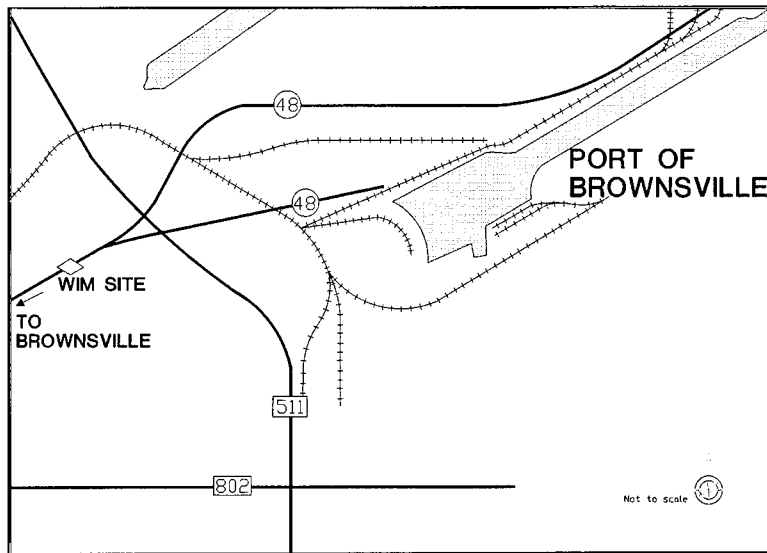 48
PORT OF
BROWNSVILLE
48
WIM SITE
TO
BROWNSVILLE
511
802
Not to scale